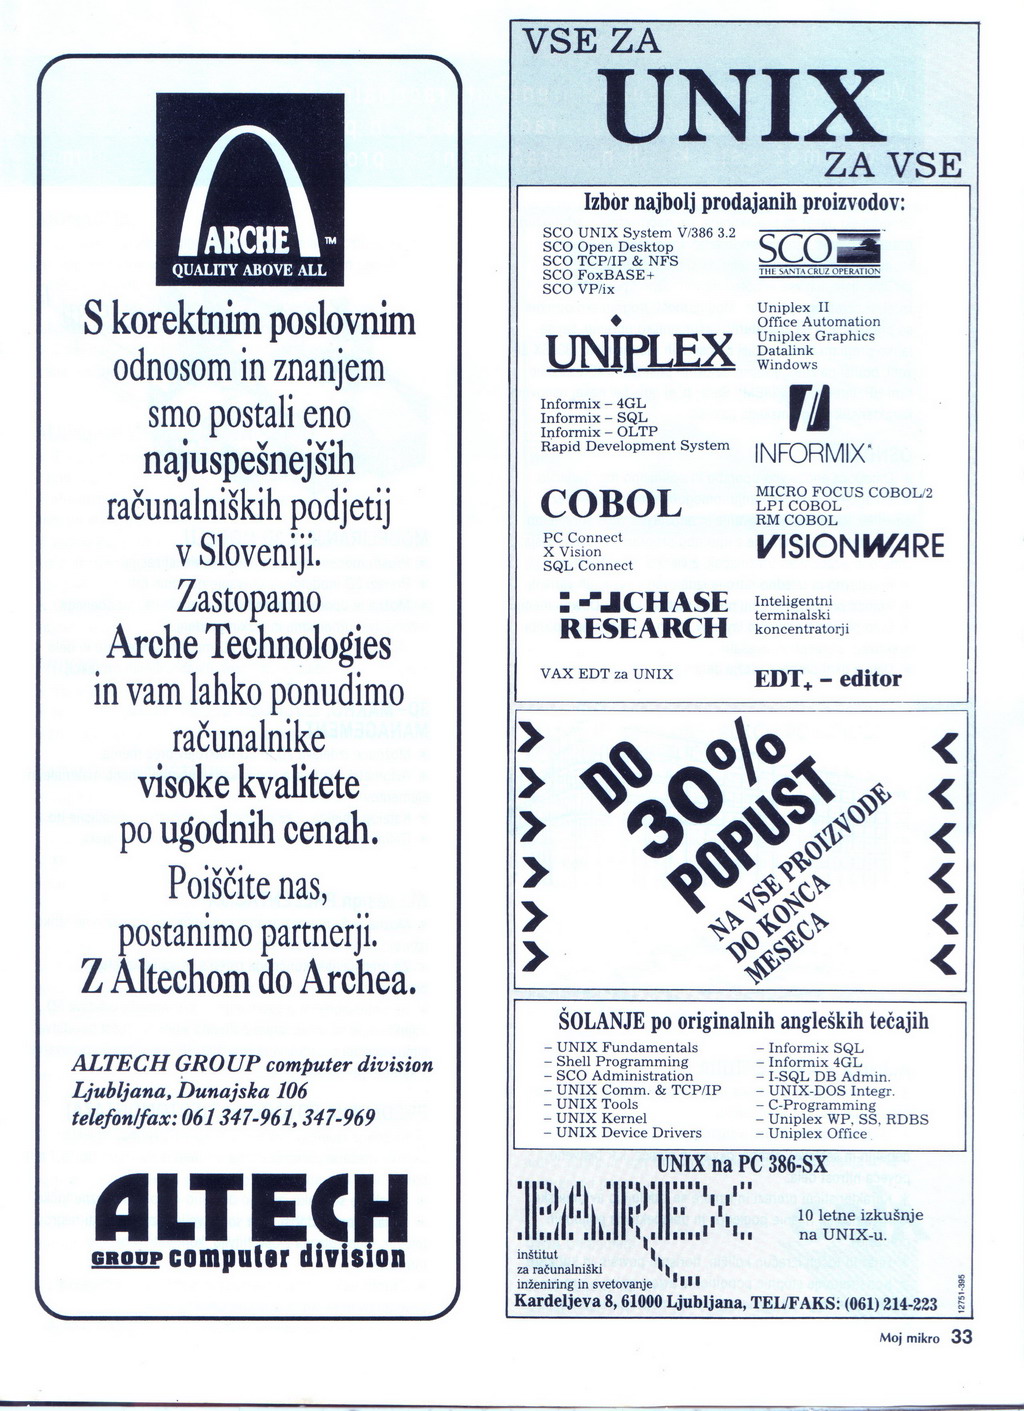 ARCHE TM
QUALITY ABOVE ALL
S korektnim poslovnim
odnosom in znanjem
smo postali eno
najuspešnejših
računalniških podjetij
v Sloveniji.
Zastopamo
Arche Technologies
in vam lahko ponudimo
računalnike
visoke kvalitete
po ugodnih cenah.
Poiščite nas,
postanimo partnerji.
Z Altechom do Archea.
ALTECH GROUP computer division
Ljubljana, Dunajska 106
telefon/fax: 061 347-961, 347-969
ALTECH
GROUP computer division
VSE ZA
UNIX
ZA VSE
Izbor najbolj prodajanih proizvodov:
SCO UNIX System V/386 3.2
SCO Open Desktop
SCO TCP/IP & NFS
SCO FoxBASE+
SCO VP/ix
SCO
THE SANTA CRUZ OPERATION
UNIPLEX
Uniplex II
Office Automation
Uniplex Graphics
Datalink
Windows
Informix – 4GL
Informix – SQL
Informix – OLTP
Rapid Development System
INFORMIX
COBOL
MICRO FOCUS COBOL/2
LPI COBOL
RM COBOL
PC Connect
X Vision
SQL Connect
VISIONWARE
CHASE
RESEARCH
Inteligentni
terminalski
koncentratorji
VAX EDT za UNIX
EDT+ – editor
DO
30%
POPUST
NA VSE PROIZVODE
DO KONCA
MESECA
ŠOLANJE po originalnih angleških tečajih
– UNIX Fundamentals
– Shell Programming
– SCO Administration
– UNIX Comm. & TCP/IP
– UNIX Tools
– UNIX Kernel
– UNIX Device Drivers
– Informix SQL
– Informix 4GL
– I-SQL DB Admin.
– UNIX-DOS Integr.
– C-Programming
– Uniplex WP, SS, RDBS
– Uniplex Office
UNIX na PC 386-SX
PAREX
10 letne izkušnje
na UNIX-u.
inštitut
za računalniški
inženiring in svetovanje
Kardeljeva 8, 61000 Ljubljana, TEL/FAKS: (061) 214-223
12751-395
Moj mikro 33